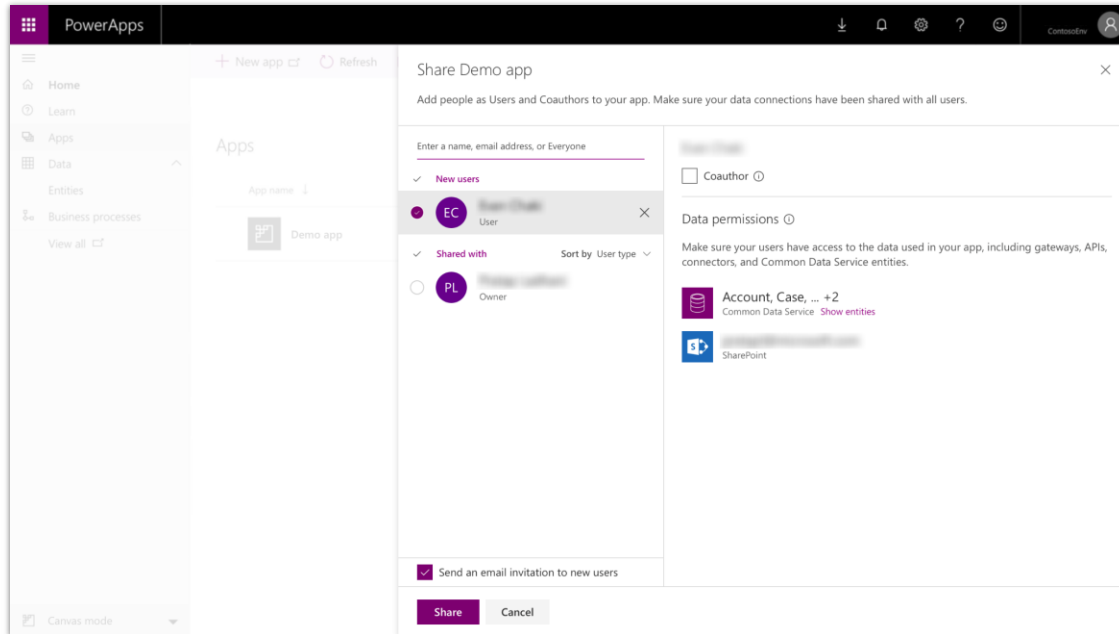 PowerApps
ContosoEnv
Home
Learn
Apps
Data
Entities
Business processes
View all
Canvas mode
New app
Refresh
Apps
App name
Demo app
Share Demo app
Add people as Users and Coauthors to your app. Make sure your data connections have been shared with all users.
Enter a name, email address, or Everyone
New users
EC
User
Shared with
Sort by User type
PL
Owner
Send an email invitation to new users
Share
Cancel
Coauthor
Data permissions
Make sure your users have access to the data used in your app, including gateways, APIs,
connectors, and Common Data Service entities.
Account, Case, ... +2
Common Data Service Show entities
SharePoint